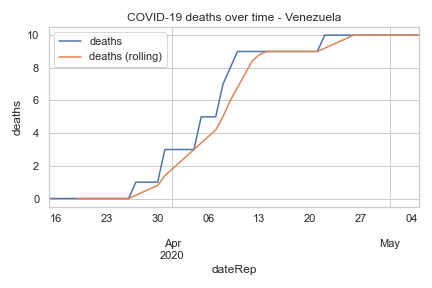 COVID-19 deaths over time - Venezuela
deaths
deaths (rolling)
10
8
6
4
2
0
deaths
16 23 30 06 13 20 27 04
Apr May
2020
dateRep